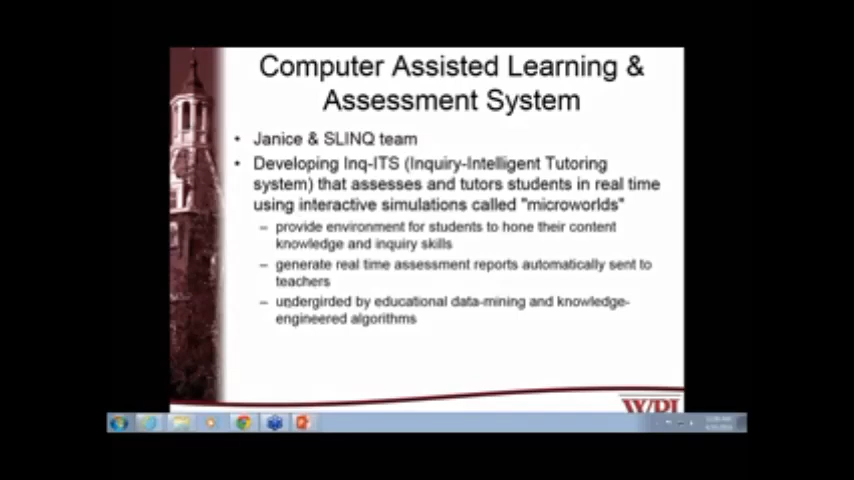 Computer Assisted Learning &
Assessment System
• Janice & SLINQ team
• Developing Inq-ITS (Inquiry-Intelligent Tutoring
system) that assesses and tutors students in real time
using interactive simulations called "microworlds"
– provide environment for students to hone their content
knowledge and inquiry skills
– generate real time assessment reports automatically sent to
teachers
– undergirded by educational data-mining and knowledge-
engineered algorithms
WPI